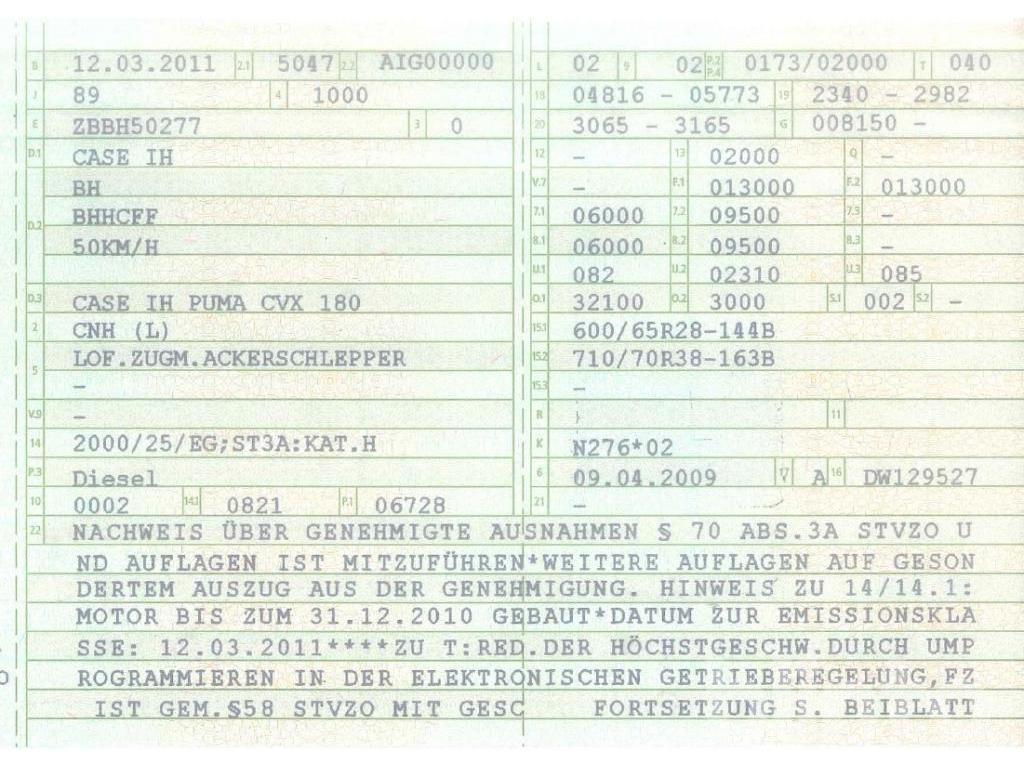 B 12.03.2011 2.1 5047 2.2 AIG00000
J 89 4 1000
E ZBBH50277 3 0
D.1 CASE IH
BH
D.2 BHHCFF
50KM/H
D.3 CASE IH PUMA CVX 180
2 CNH (L)
5 LOF.ZUGM.ACKERSCHLEPPER
–
V.9 –
14 2000/25/EG;ST3A:KAT.H
P.3 Diesel
10 0002 14.1 0821 P.1 06728
L 02 9 02 P.2 P.4 0173/02000 T 040
18 04816 – 05773 19 2340 – 2982
20 3065 – 3165 G 008150 –
12 – 13 02000 Q –
V.7 – F.1 013000 F.2 013000
7.1 06000 7.2 09500 7.3 –
8.1 06000 8.2 09500 8.3 –
U.1 082 U.2 02310 U.3 085
O.1 32100 O.2 3000 S.1 002 S.2 –
15.1 600/65R28–144B
15.2 710/70R38–163B
15.3 –
R 11
K N276*02
6 09.04.2009 17 A 16 DW129527
21 –
22 NACHWEIS ÜBER GENEHMIGTE AUSNAHMEN § 70 ABS.3A STVZO U
ND AUFLAGEN IST MITZUFÜHREN*WEITERE AUFLAGEN AUF GESON
DERTEM AUSZUG AUS DER GENEHMIGUNG. HINWEIS ZU 14/14.1:
MOTOR BIS ZUM 31.12.2010 GEBAUT*DATUM ZUR EMISSIONSKLA
SSE: 12.03.2011****ZU T:RED.DER HÖCHSTGESCHW.DURCH UMP
ROGRAMMIEREN IN DER ELEKTRONISCHEN GETRIEBEREGELUNG,FZ
IST GEM.§58 STVZO MIT GESC FORTSETZUNG S. BEIBLATT